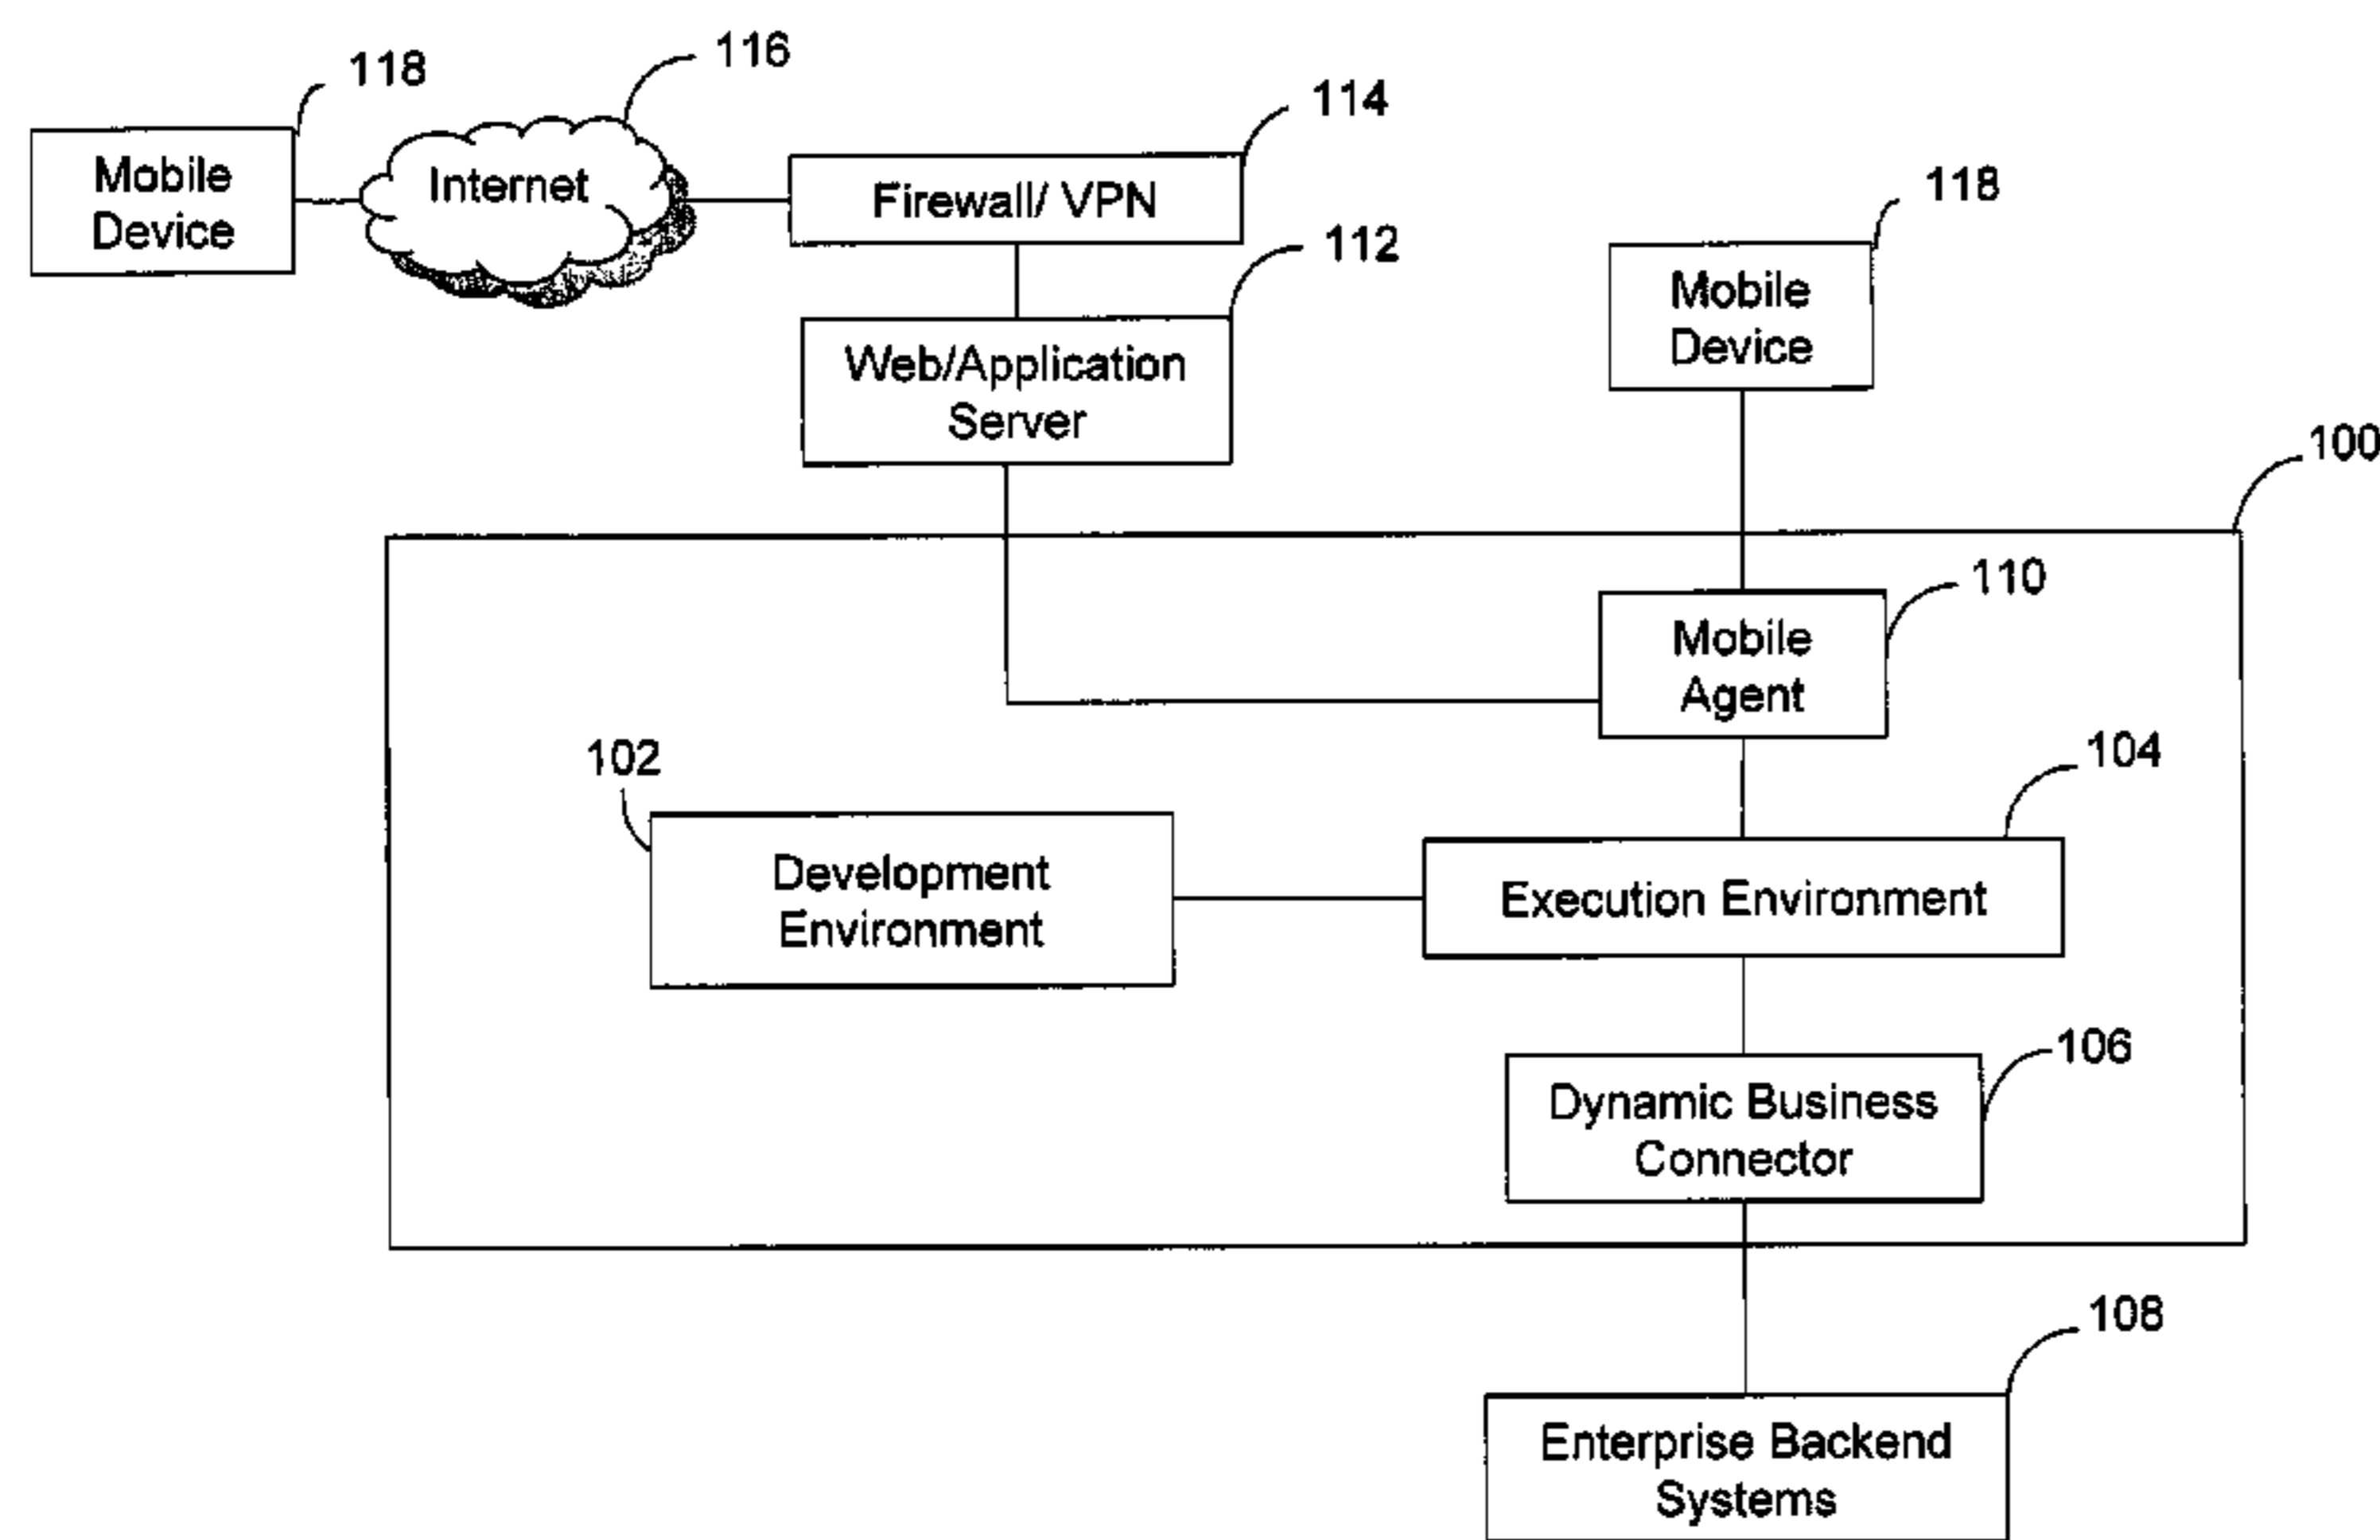 118
116
114
Mobile
Device
Internet
Firewall/ VPN
118
112
Mobile
Device
Web/Application
Server
100
110
Mobile
Agent
102
104
Development
Environment
Execution Environment
106
Dynamic Business
Connector
108
Enterprise Backend
Systems